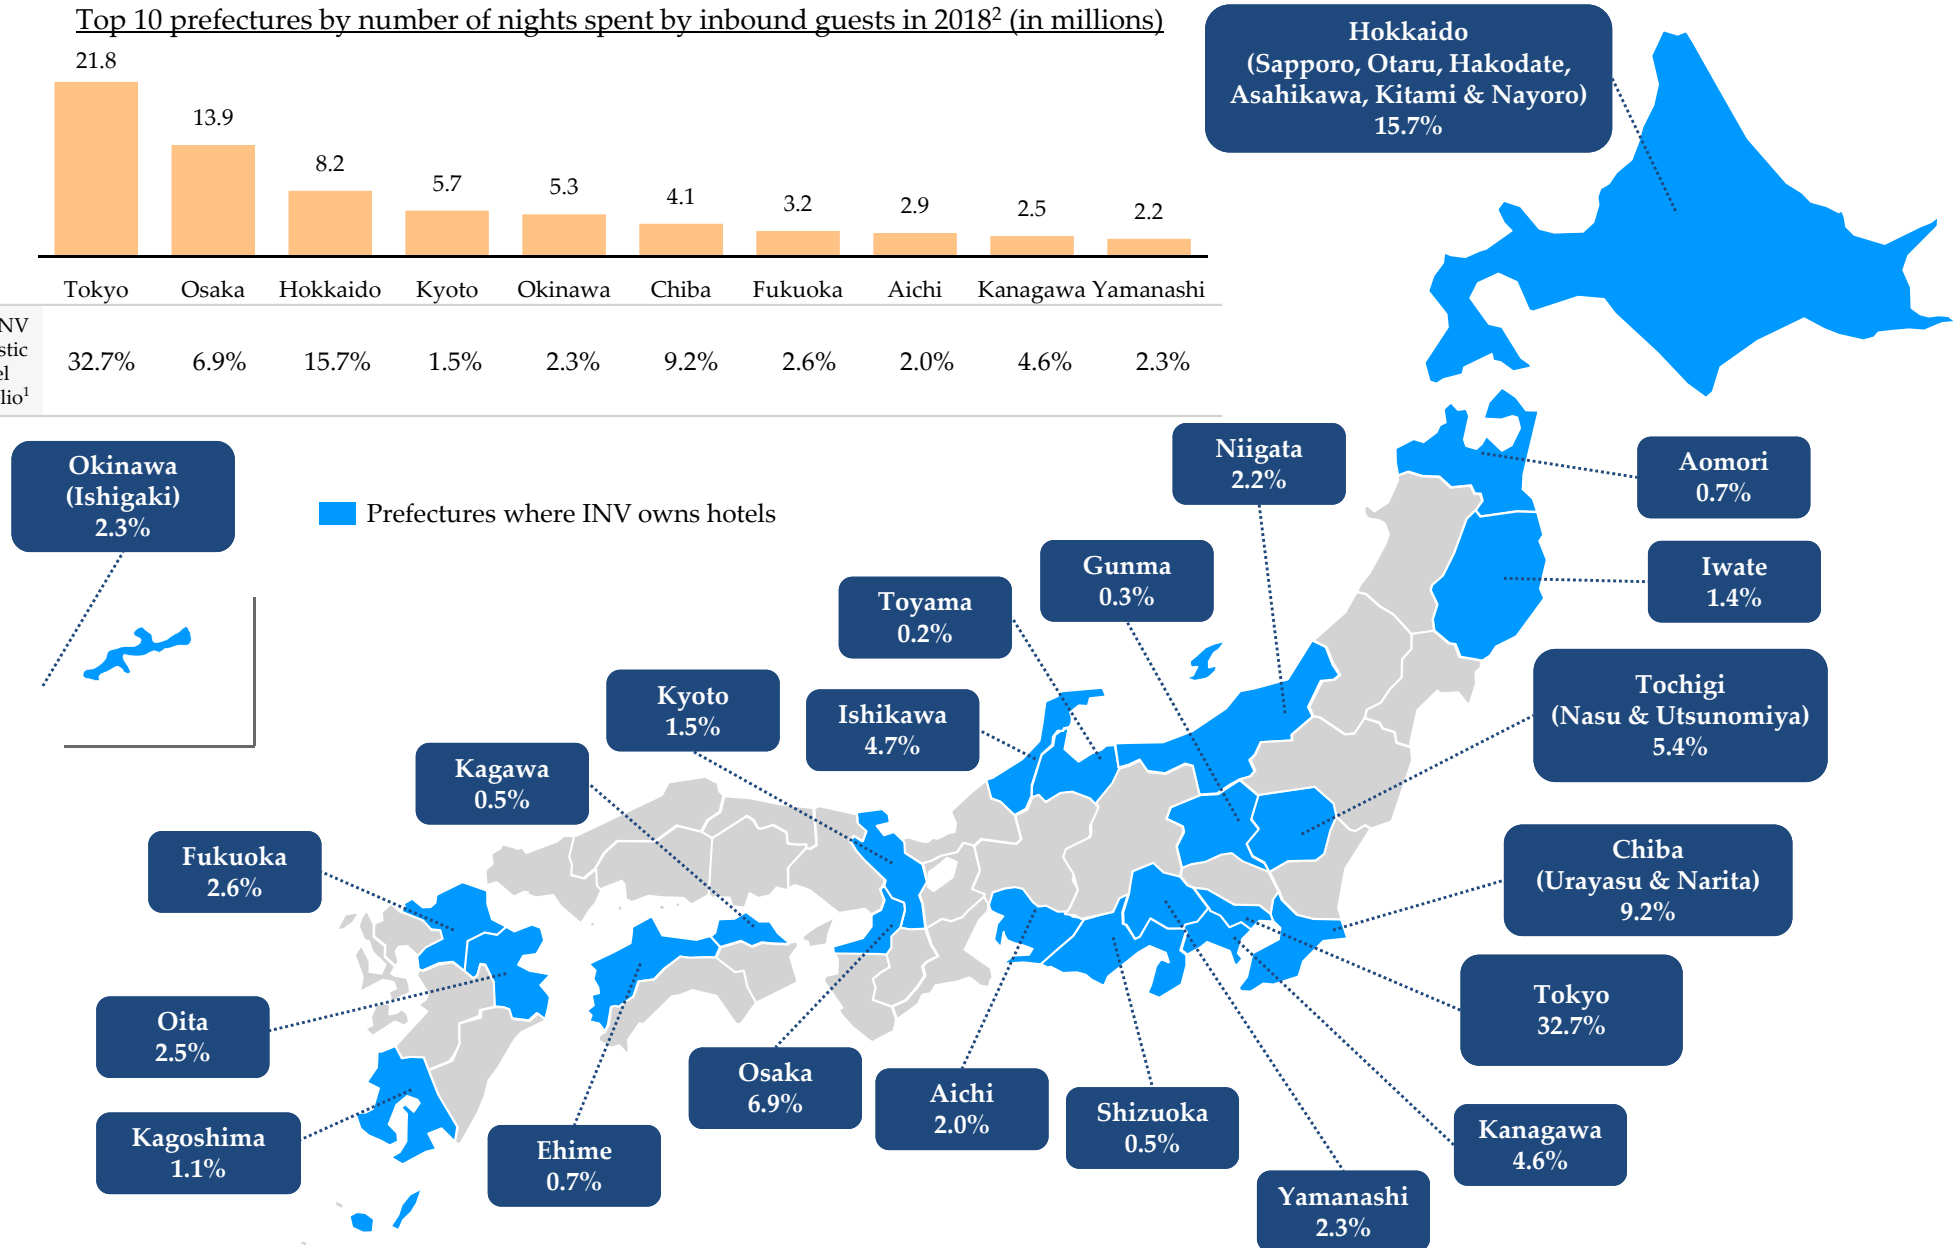 Top 10 prefectures by number of nights spent by inbound guests in 2018² (in millions)
21.8
13.9
8.2
5.7
5.3
4.1
3.2
2.9
2.5
2.2
Tokyo
Osaka
Hokkaido
Kyoto
Okinawa
Chiba
Fukuoka
Aichi
Kanagawa
Yamanashi
NV
stic
el
lio¹
32.7%
6.9%
15.7%
1.5%
2.3%
9.2%
2.6%
2.0%
4.6%
2.3%
Hokkaido
(Sapporo, Otaru, Hakodate,
Asahikawa, Kitami & Nayoro)
15.7%
Okinawa
(Ishigaki)
2.3%
Prefectures where INV owns hotels
Niigata
2.2%
Aomori
0.7%
Gunma
0.3%
Iwate
1.4%
Toyama
0.2%
Tochigi
(Nasu & Utsunomiya)
5.4%
Kyoto
1.5%
Ishikawa
4.7%
Kagawa
0.5%
Fukuoka
2.6%
Chiba
(Urayasu & Narita)
9.2%
Tokyo
32.7%
Oita
2.5%
Osaka
6.9%
Aichi
2.0%
Shizuoka
0.5%
Kanagawa
4.6%
Kagoshima
1.1%
Ehime
0.7%
Yamanashi
2.3%